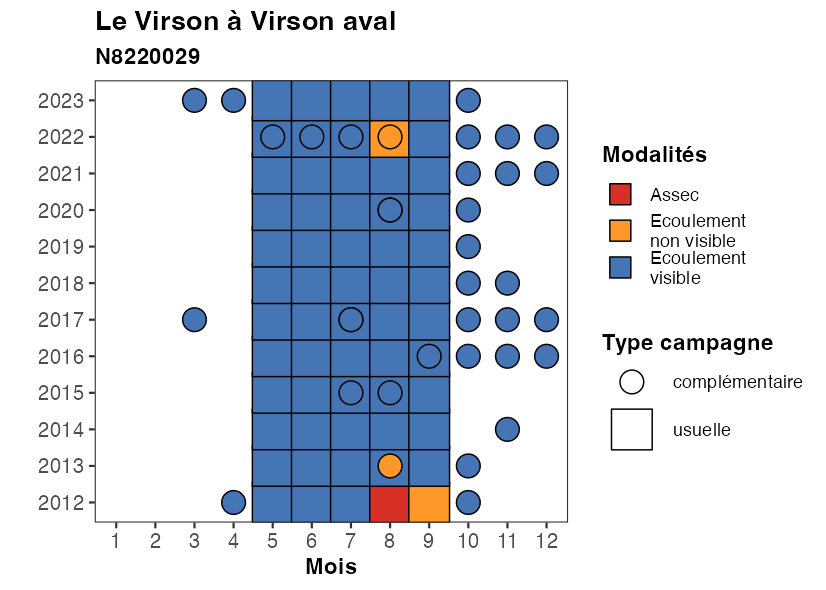 Le Virson à Virson aval
N8220029
2023
2022
2021
2020
2019
2018
2017
2016
2015
2014
2013
2012
1 2 3 4 5 6 7 8 9 10 11 12
Mois
Modalités
Assec
Ecoulement
non visible
Ecoulement
visible
Type campagne
complémentaire
usuelle